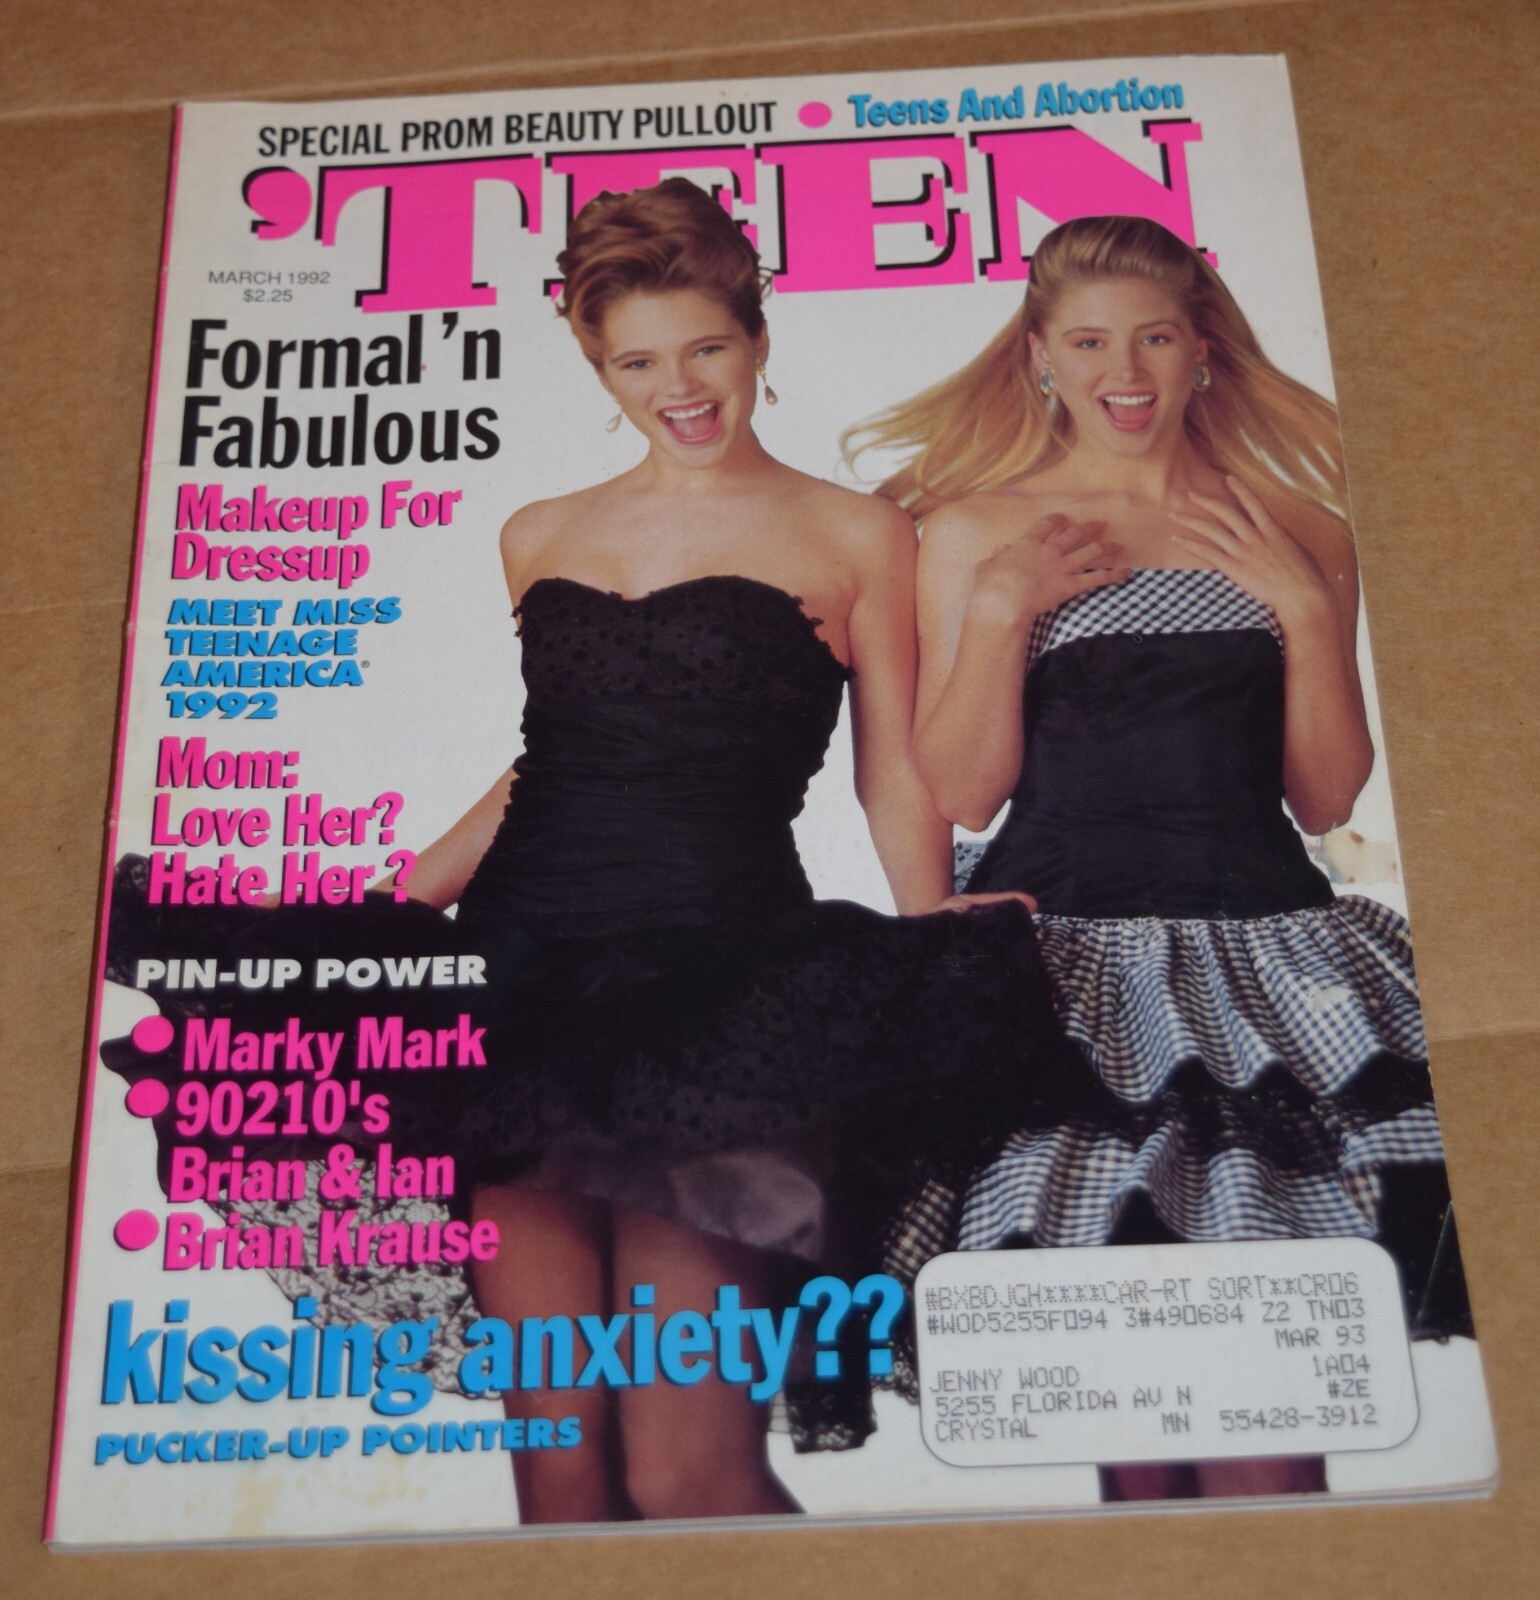 SPECIAL PROM BEAUTY PULLOUT • Teens And Abortion
'TEEN
MARCH 1992
$2.25
Formal 'n
Fabulous
Makeup For
Dressup
MEET MISS
TEENAGE
AMERICA®
1992
Mom:
Love Her?
Hate Her?
PIN-UP POWER
• Marky Mark
• 90210's
Brian & Ian
• Brian Krause
kissing anxiety??
PUCKER-UP POINTERS
#BXBDJGH****CAR-RT SORT**CR06
#WOD5255F094 3#490684 Z2 TN03
MAR 93
1A04
JENNY WOOD
#ZE
5255 FLORIDA AV N
CRYSTAL MN 55428-3912